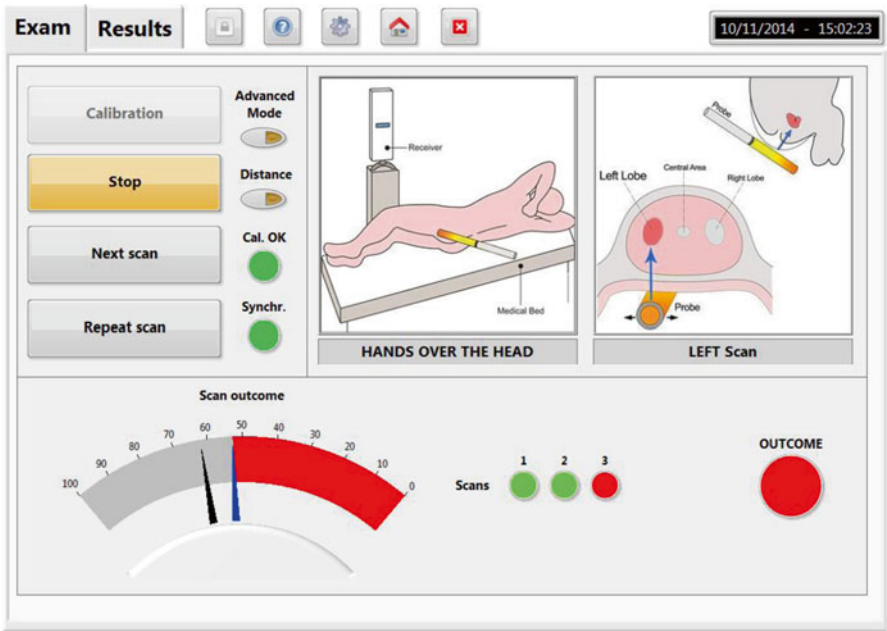 Exam
Results
10/11/2014 - 15:02:23
Calibration
Advanced
Mode
Stop
Distance
Next scan
Cal. OK
Repeat scan
Synchr.
Receiver
Medical Bed
HANDS OVER THE HEAD
Probe
Left Lobe
Central Area
Right Lobe
Probe
LEFT Scan
Scan outcome
100
90
80
70
60
50
40
30
20
10
0
Scans
1
2
3
OUTCOME